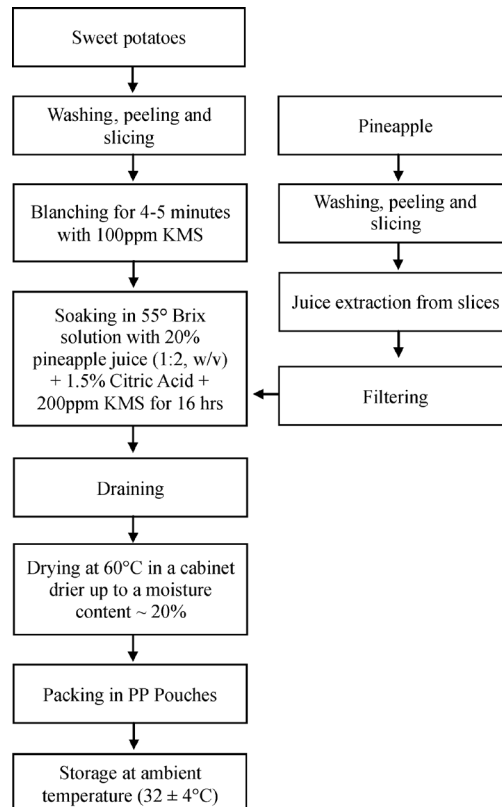 Sweet potatoes
Washing, peeling and
slicing
Blanching for 4-5 minutes
with 100ppm KMS
Soaking in 55° Brix
solution with 20%
pineapple juice (1:2, w/v)
+ 1.5% Citric Acid +
200ppm KMS for 16 hrs
Pineapple
Washing, peeling and
slicing
Juice extraction from slices
Filtering
Draining
Drying at 60°C in a cabinet
drier up to a moisture
content ~ 20%
Packing in PP Pouches
Storage at ambient
temperature (32 ± 4°C)